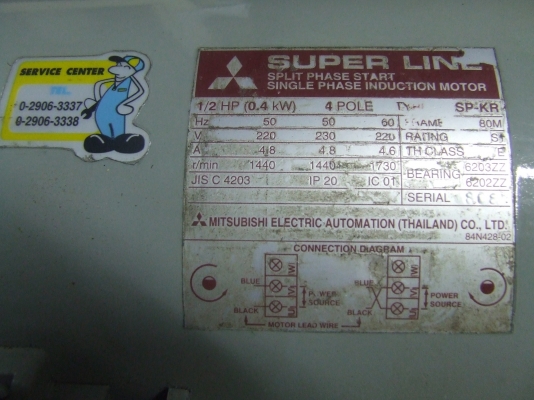 SERVICE CENTER
TEL.
0-2906-3337
0-2906-3338
SUPER LINE
SPLIT PHASE START
SINGLE PHASE INDUCTION MOTOR
1/2 HP (0.4 kW) 4 POLE SP-KR
Hz 50 50 60 FRAME 80M
V 220 230 220 RATING S1
A 4.8 4.8 4.6 TH CLASS E
r/min 1440 1440 1730 BEARING 6203ZZ
6202ZZ
JIS C 4203 IP 20 IC 01
SERIAL
MITSUBISHI ELECTRIC AUTOMATION (THAILAND) CO., LTD.
84N428-02
CONNECTION DIAGRAM
BLUE POWER SOURCE BLACK
BLUE POWER SOURCE BLACK
MOTOR LEAD WIRE